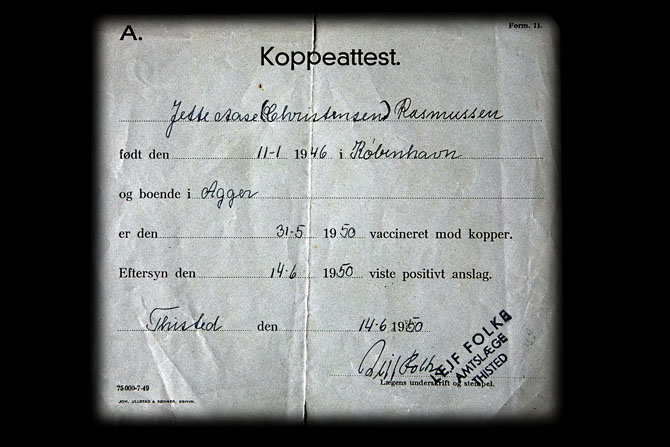 A.
Form. 11.
Koppeattest.
Jette Aase (Christensen) Rasmussen
født den 11-1 1946 i København
og boende i Agger
er den 31-5 1950 vaccineret mod kopper.
Eftersyn den 14-6 1950 viste positivt anslag.
Thisted den 14-6 1950
Leif Folke
LEJF FOLKE
AMTSLÆGE
THISTED
Lægens underskrift og stempel.
75 000-7-49